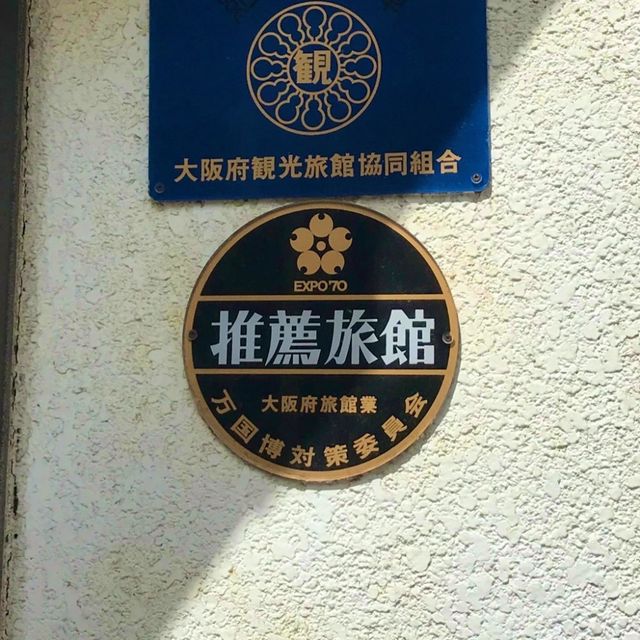 観
大阪府観光旅館協同組合
EXPO'70
推薦旅館
大阪府旅館業
万国博対策委員会